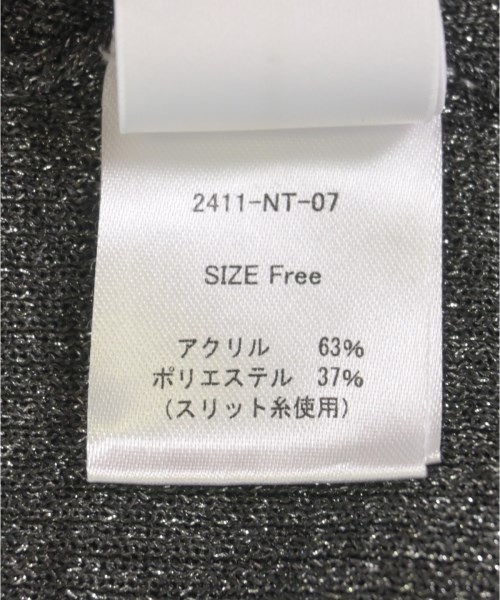 2411-NT-07
SIZE Free
アクリル 63%
ポリエステル 37%
(スリット糸使用)